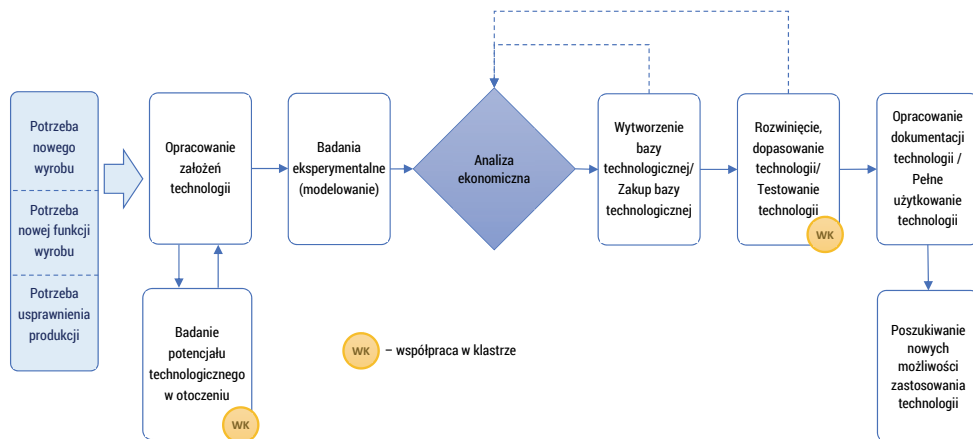 Potrzeba
nowego
wyrobu
Potrzeba
nowej funkcji
wyrobu
Potrzeba
usprawnienia
produkcji
Opracowanie
założeń
technologii
Badanie
potencjału
technologicznego
w otoczeniu
WK
Badania
eksperymentalne
(modelowanie)
Analiza
ekonomiczna
Wytworzenie
bazy
technologicznej/
Zakup bazy
technologicznej
Rozwinięcie,
dopasowanie
technologii/
Testowanie
technologii
WK
Opracowanie
dokumentacji
technologii /
Pełne
użytkowanie
technologii
Poszukiwanie
nowych
możliwości
zastosowania
technologii
WK – współpraca w klastrze